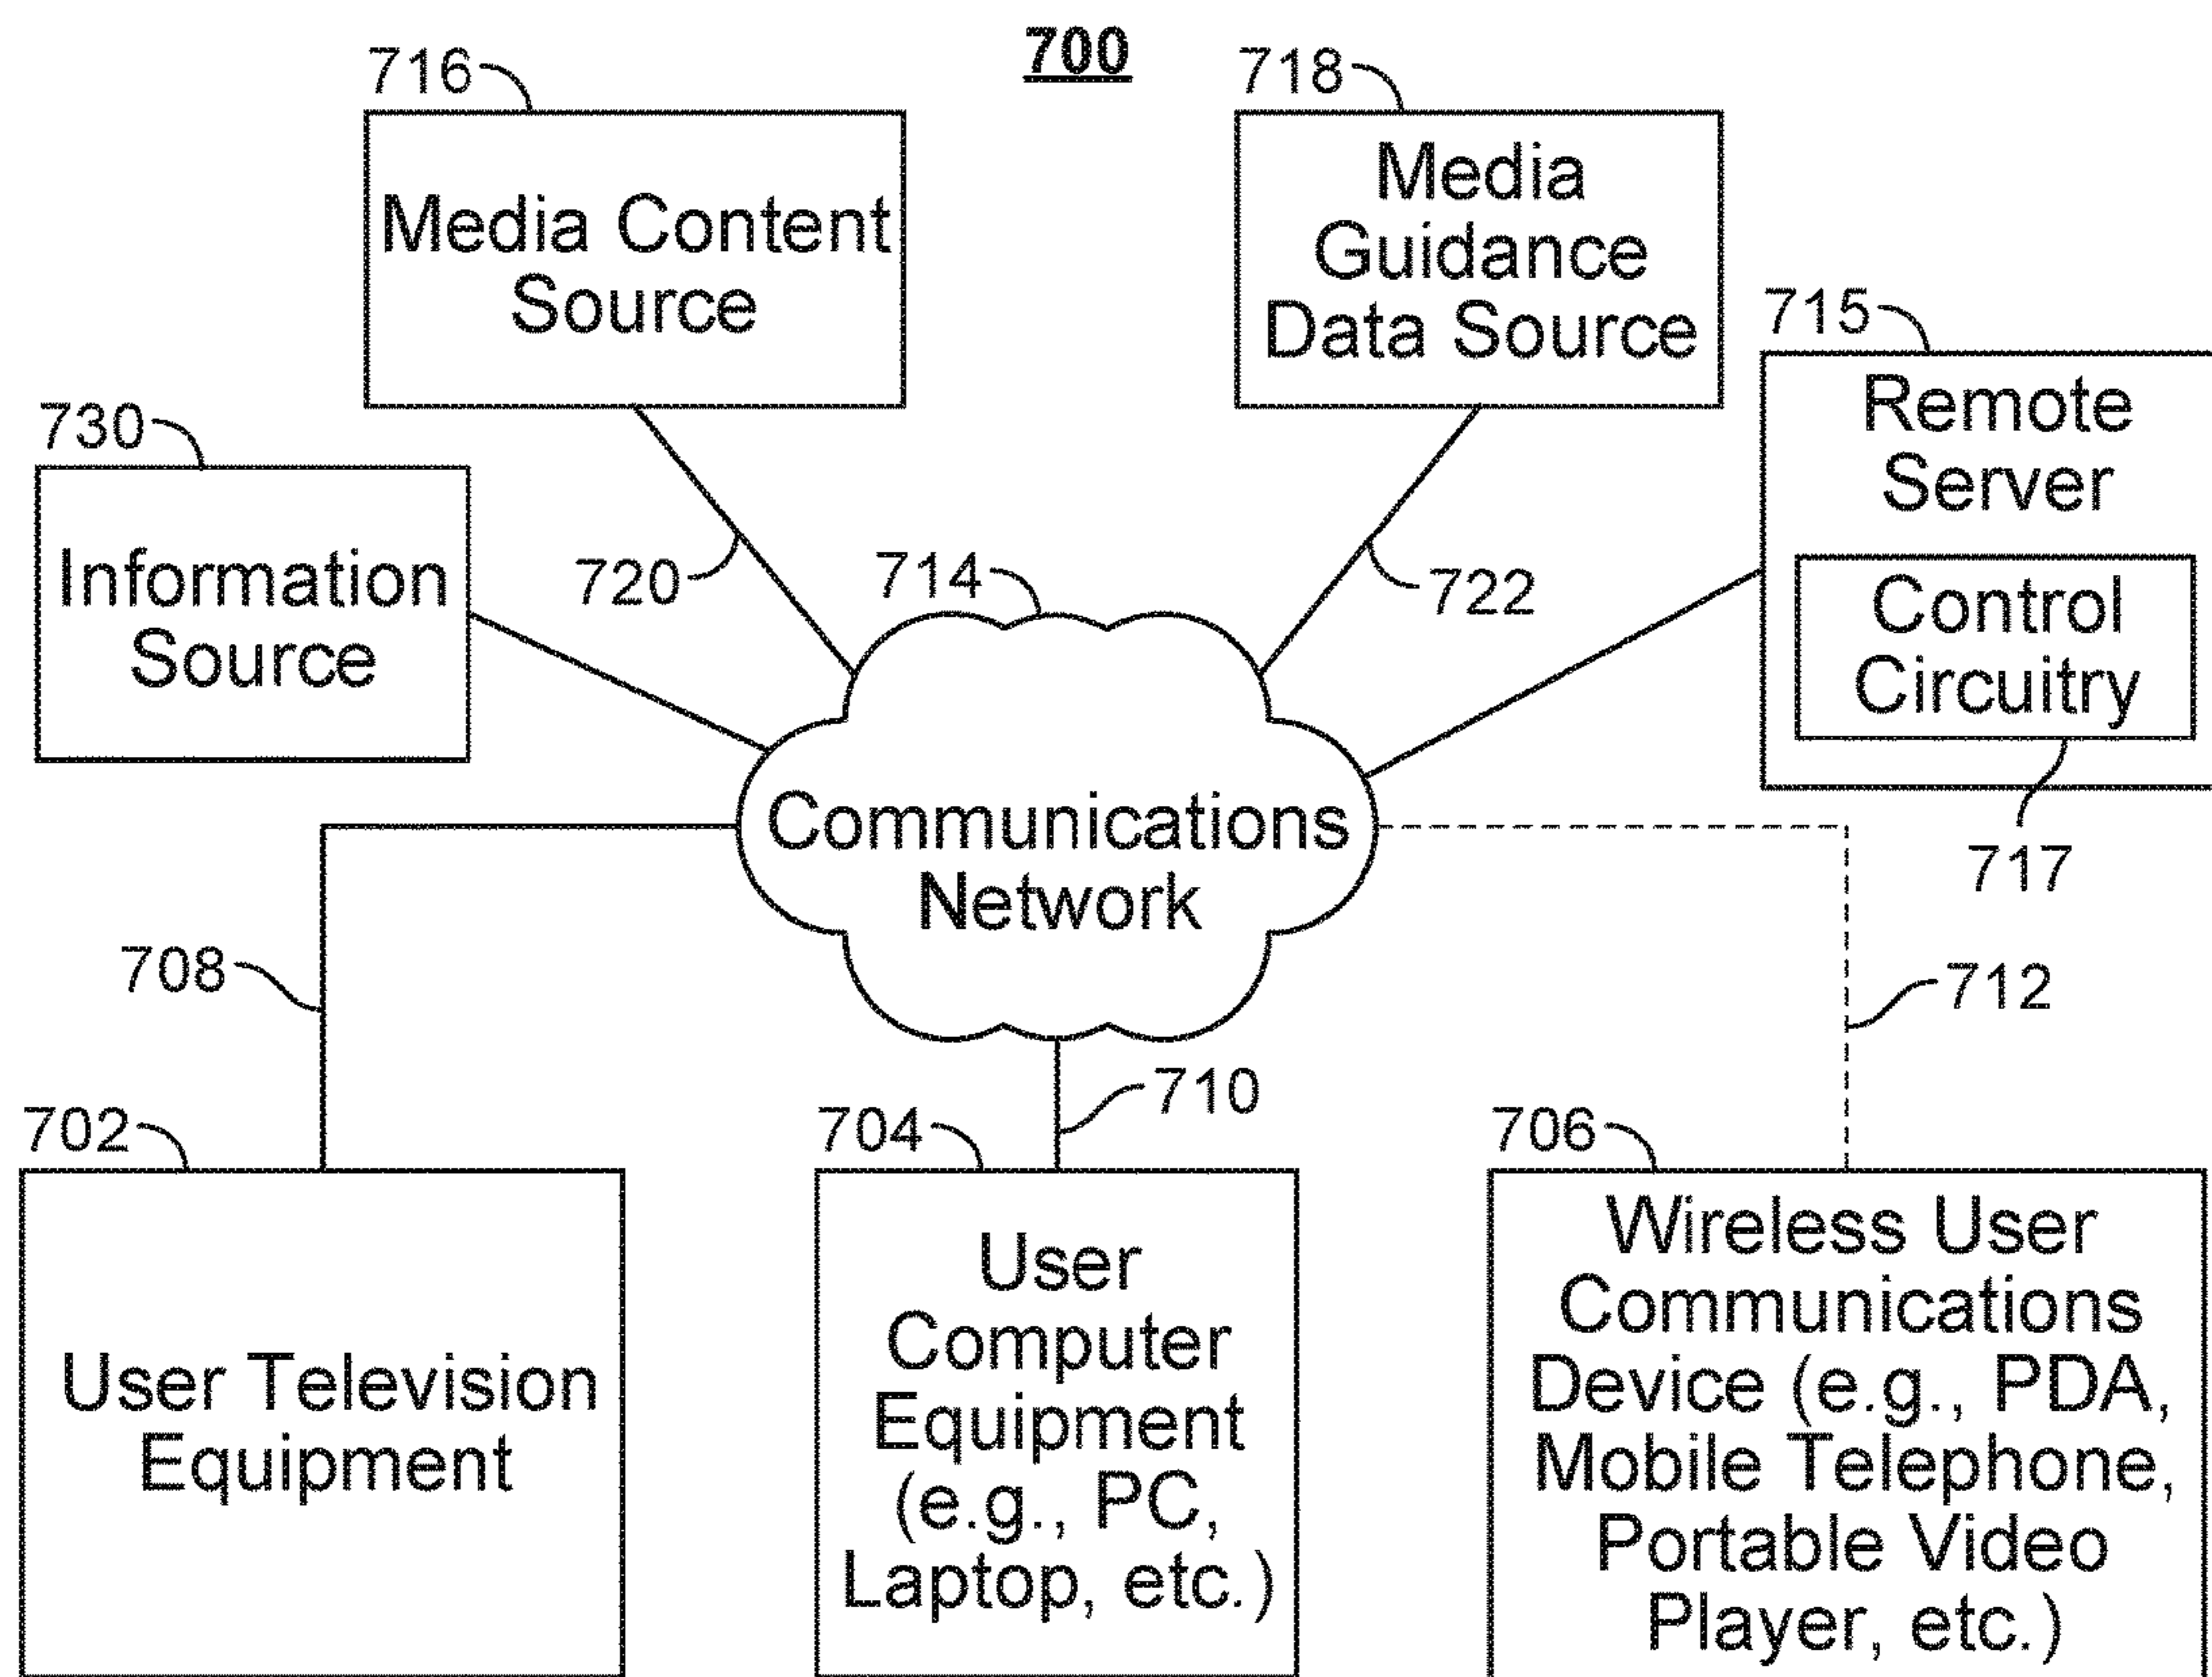 700
716
Media Content
Source
718
Media
Guidance
Data Source
715
Remote
Server
Control
Circuitry
717
730
Information
Source
720
714
722
Communications
Network
708
710
712
702
User Television
Equipment
704
User
Computer
Equipment
(e.g., PC,
Laptop, etc.)
706
Wireless User
Communications
Device (e.g., PDA,
Mobile Telephone,
Portable Video
Player, etc.)